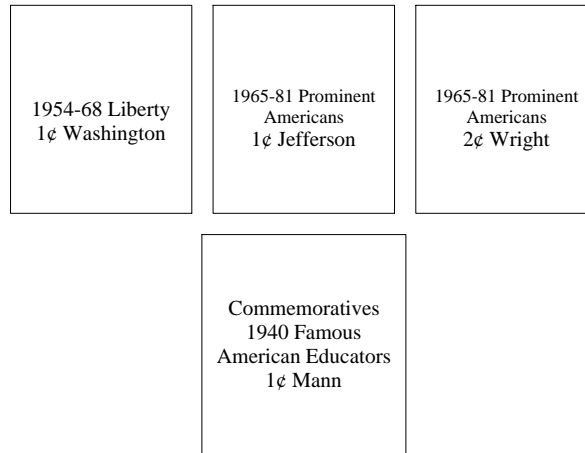 1954-68 Liberty
1¢ Washington
1965-81 Prominent
Americans
1¢ Jefferson
1965-81 Prominent
Americans
2¢ Wright
Commemoratives
1940 Famous
American Educators
1¢ Mann